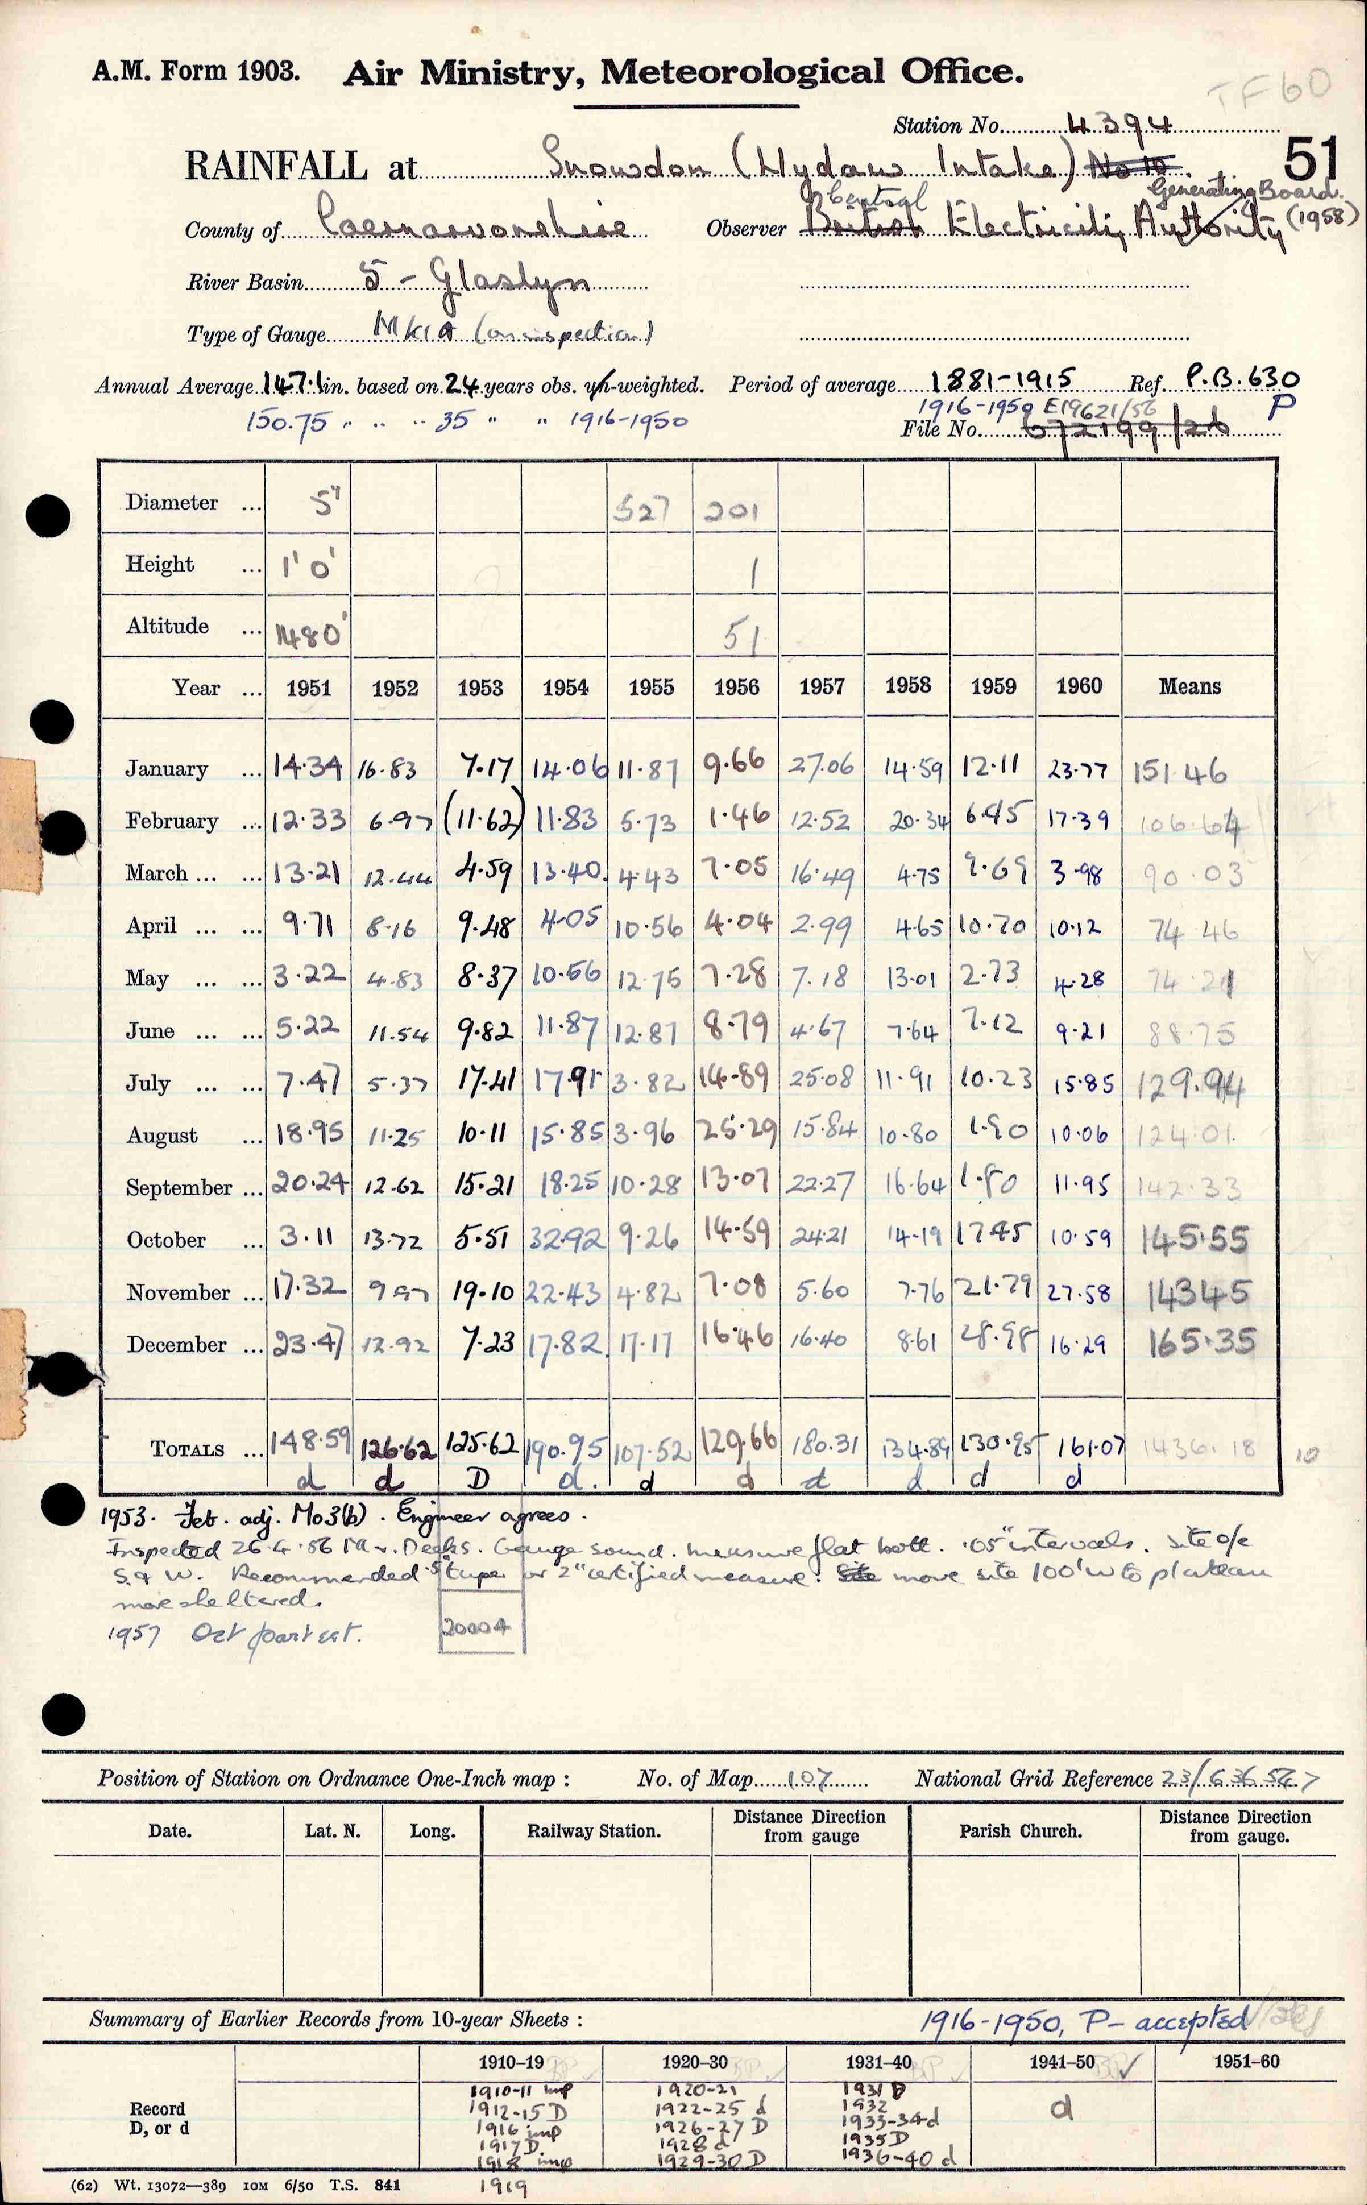 A.M. Form 1903. Air Ministry, Meteorological Office.
TF60
Station No. 4394
RAINFALL at Snowdon (Llydaw Intake) No 10. 51
Central Generating Board
County of Caernarvonshire Observer British Electricity Authority (1958)
River Basin 5 - Glaslyn
Type of Gauge MK1A (on inspection)
Annual Average 147.1 in. based on 24 years obs. un-weighted. Period of average 1881-1915 Ref. P.B. 630
150.75 " " " 35 " " 1916-1950 1916-1950 E19621/56 P
File No. 672199/26
Diameter ... 5" 527 201
Height ... 1' 0" 1
Altitude ... 1480' 51
Year ... 1951 1952 1953 1954 1955 1956 1957 1958 1959 1960 Means
January ... 14.34 16.83 7.17 14.06 11.87 9.66 27.06 14.59 12.11 23.77 151 46
February ... 12.33 6.97 (11.62) 11.83 5.73 1.46 12.52 20.34 6.45 17.39 106.64
March ... ... 13.21 12.44 4.59 13.40 4.43 7.05 16.49 4.75 9.69 3.98 90.03
April ... ... 9.71 8.16 9.48 4.05 10.56 4.04 2.99 4.65 10.70 10.12 74 46
May ... ... 3.22 4.83 8.37 10.56 12.75 7.28 7.18 13.01 2.73 4.28 74.21
June ... ... 5.22 11.54 9.82 11.87 12.87 8.79 4.67 7.64 7.12 9.21 88.75
July ... ... 7.47 5.37 17.41 17.91 3.82 14.89 25.08 11.91 10.23 15.85 129.94
August ... 18.95 11.25 10.11 15.85 3.96 25.29 15.84 10.80 1.90 10.06 124.01
September ... 20.24 12.62 15.21 18.25 10.28 13.07 22.27 16.64 1.80 11.95 142.33
October ... 3.11 13.72 5.51 32.92 9.26 14.59 24.21 14.19 17.45 10.59 145.55
November ... 17.32 9.97 19.10 22.43 4.82 7.08 5.60 7.76 21.79 27.58 14345
December ... 23.47 12.92 7.23 17.82 17.17 16.46 16.40 8.61 28.98 16.29 165.35
TOTALS ... 148.59 126.62 125.62 190.95 107.52 129.66 180.31 134.89 130.95 161.07 1436.18 10
d d D d. d d d d d d
1953. Feb. adj. Mo3(b). Engineer agrees.
Inspected 26.4.56 Mr. Deeks. Gauge sound. measure flat bott. .05" intervals. Site o/e
S & W. Recommended 5" taper or 2" certified measure. Site move site 100' W to plateau
more sheltered.
1957 Oct part est. 20004
Position of Station on Ordnance One-Inch map : No. of Map 107 National Grid Reference 23/636547
Date. Lat. N. Long. Railway Station. Distance Direction from gauge Parish Church. Distance Direction from gauge.
Summary of Earlier Records from 10-year Sheets : 1916-1950, P- accepted
1910–19 1920–30 1931–40 1941–50 1951–60
Record D, or d
1910-11 imp 1920-21 1931 D d
1912-15 D 1922-25 d 1932
1916 imp 1926-27 D 1933-34 d
1917 D 1928 d 1935 D
1918 imp 1929-30 D 1936-40 d
1919
(62) Wt. 13072—389 10M 6/50 T.S. 841